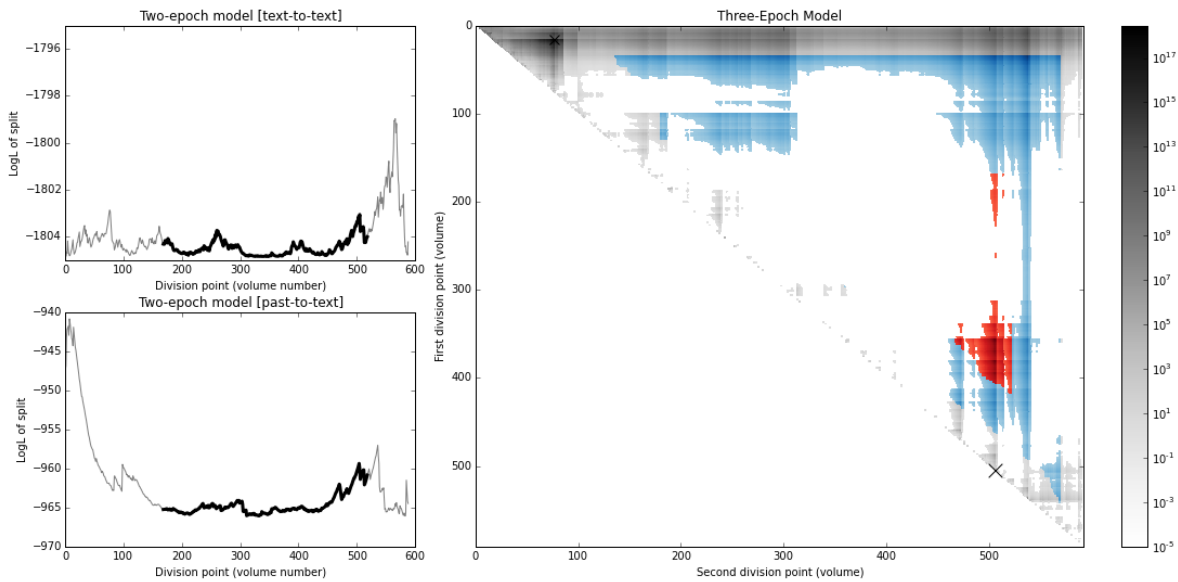 Two-epoch model [text-to-text]
−1796
−1798
−1800
−1802
−1804
LogL of split
0 100 200 300 400 500 600
Division point (volume number)
Two-epoch model [past-to-text]
−940
−945
−950
−955
−960
−965
−970
LogL of split
0 100 200 300 400 500 600
Division point (volume number)
Three-Epoch Model
0
100
200
300
400
500
First division point (volume)
0 100 200 300 400 500
Second division point (volume)
10^17
10^15
10^13
10^11
10^9
10^7
10^5
10^3
10^1
10^-1
10^-3
10^-5